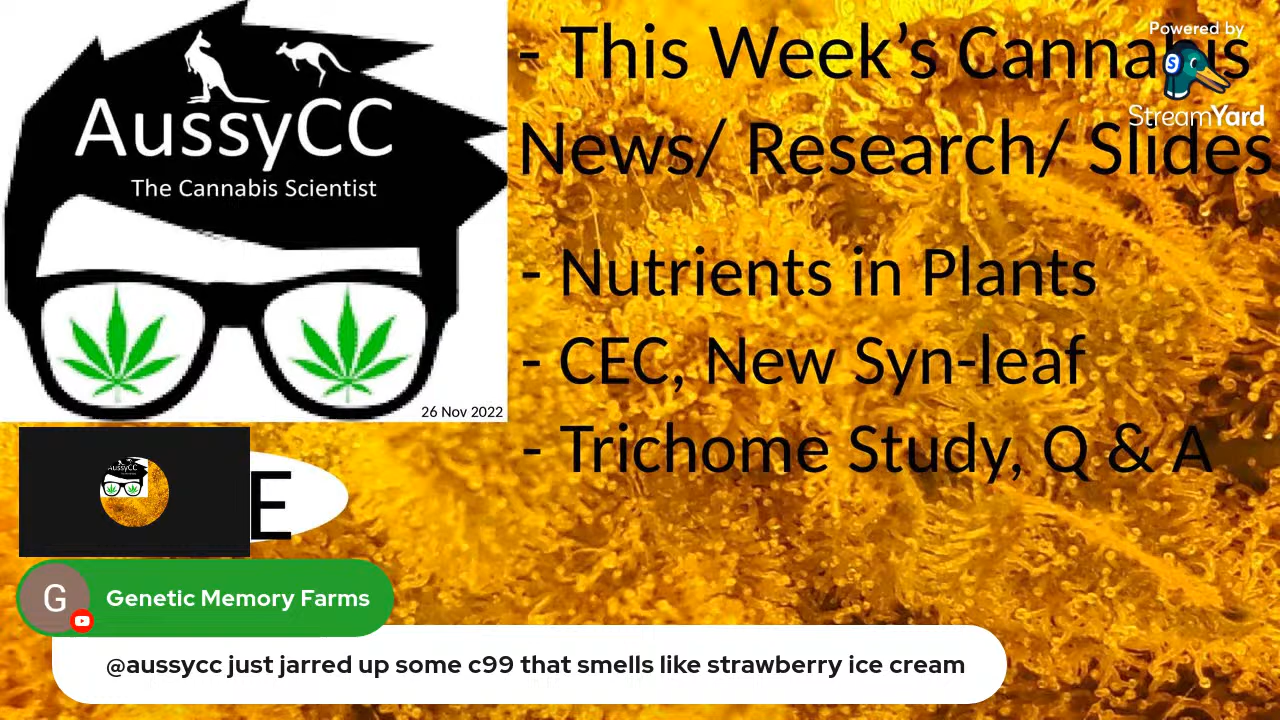 Powered by
StreamYard
AussyCC
The Cannabis Scientist
26 Nov 2022
- This Week’s Cannabis
News/ Research/ Slides
- Nutrients in Plants
- CEC, New Syn-leaf
- Trichome Study, Q & A
AussyCC
E
G
Genetic Memory Farms
@aussycc just jarred up some c99 that smells like strawberry ice cream